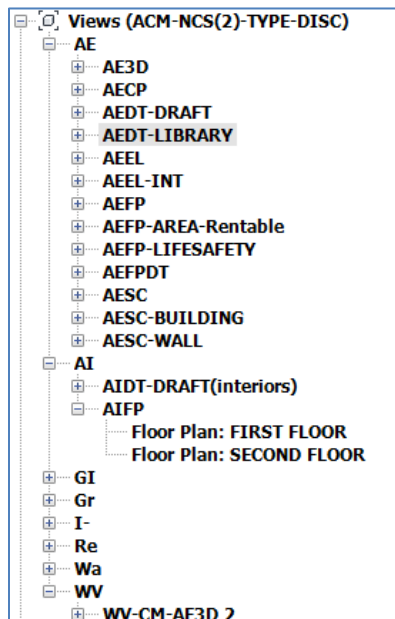 Views (ACM-NCS(2)-TYPE-DISC)
AE
AE3D
AECP
AEDT-DRAFT
AEDT-LIBRARY
AEEL
AEEL-INT
AEFP
AEFP-AREA-Rentable
AEFP-LIFESAFETY
AEFPDT
AESC
AESC-BUILDING
AESC-WALL
AI
AIDT-DRAFT(interiors)
AIFP
Floor Plan: FIRST FLOOR
Floor Plan: SECOND FLOOR
GI
Gr
I-
Re
Wa
WV
WV-CM-AE3D 2